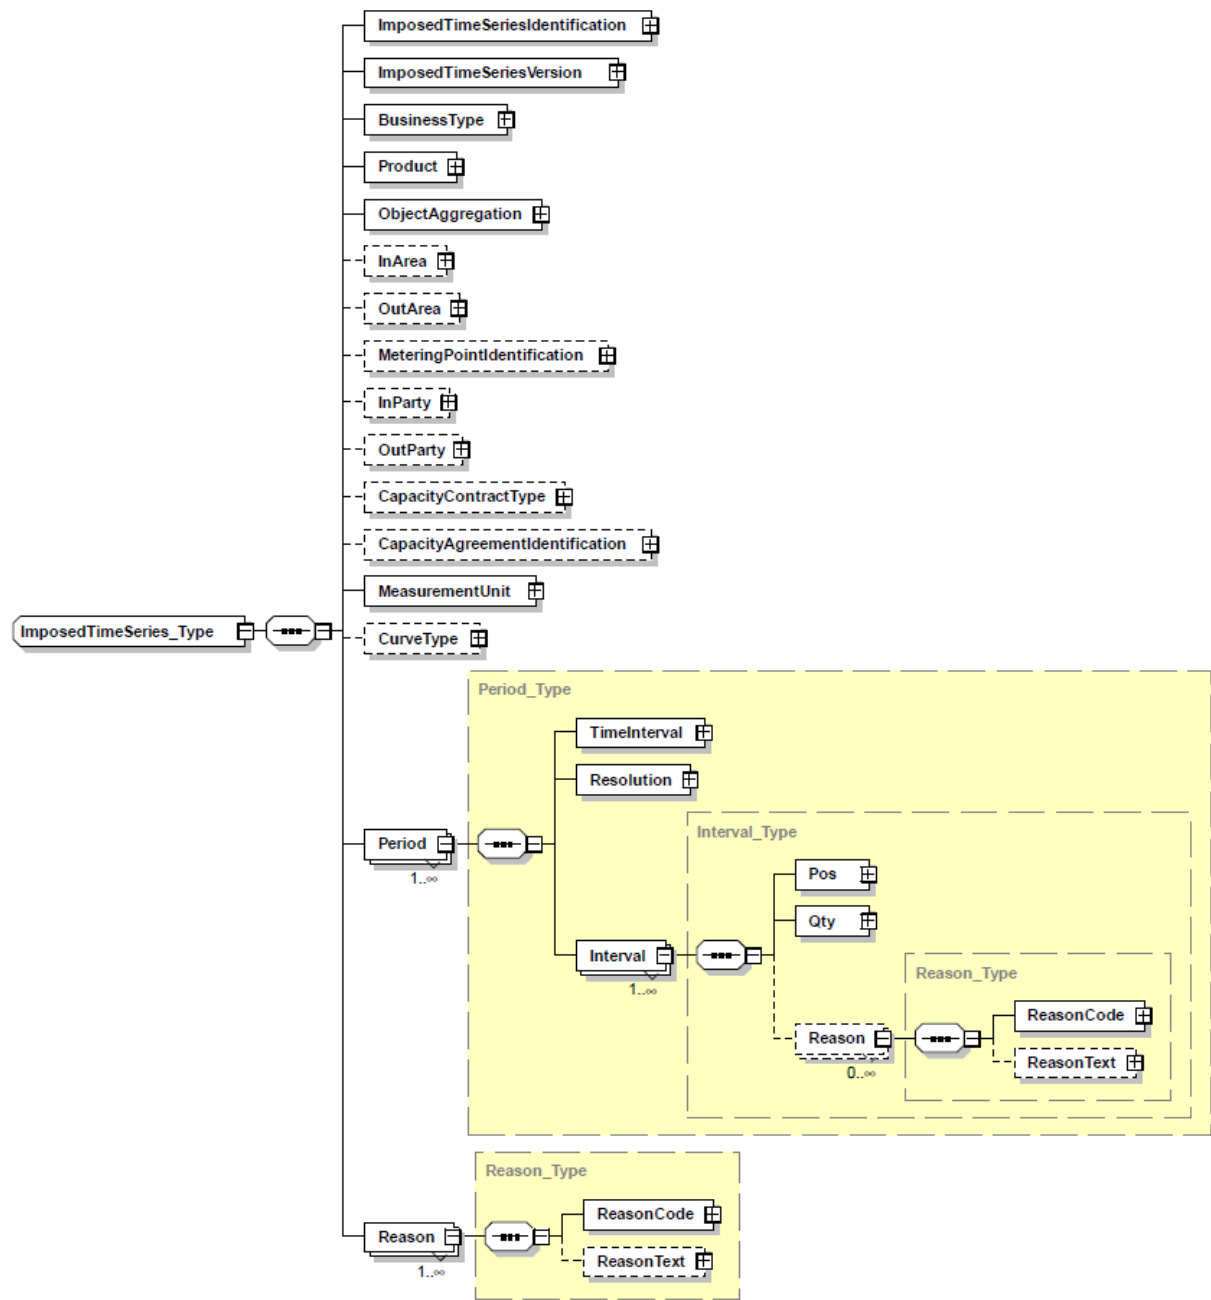 ImposedTimeSeriesIdentification
ImposedTimeSeriesVersion
BusinessType
Product
ObjectAggregation
InArea
OutArea
MeteringPointIdentification
InParty
OutParty
CapacityContractType
CapacityAgreementIdentification
MeasurementUnit
ImposedTimeSeries_Type
CurveType
Period_Type
TimeInterval
Resolution
Interval_Type
Period
1..∞
Pos
Qty
Interval
1..∞
Reason_Type
ReasonCode
Reason
0..∞
ReasonText
Reason_Type
ReasonCode
Reason
1..∞
ReasonText